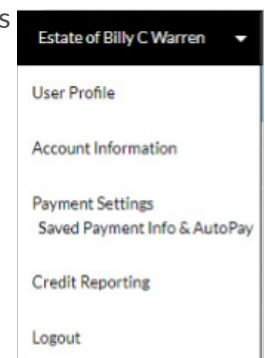 s
Estate of Billy C Warren
User Profile
Account Information
Payment Settings
Saved Payment Info & AutoPay
Credit Reporting
Logout